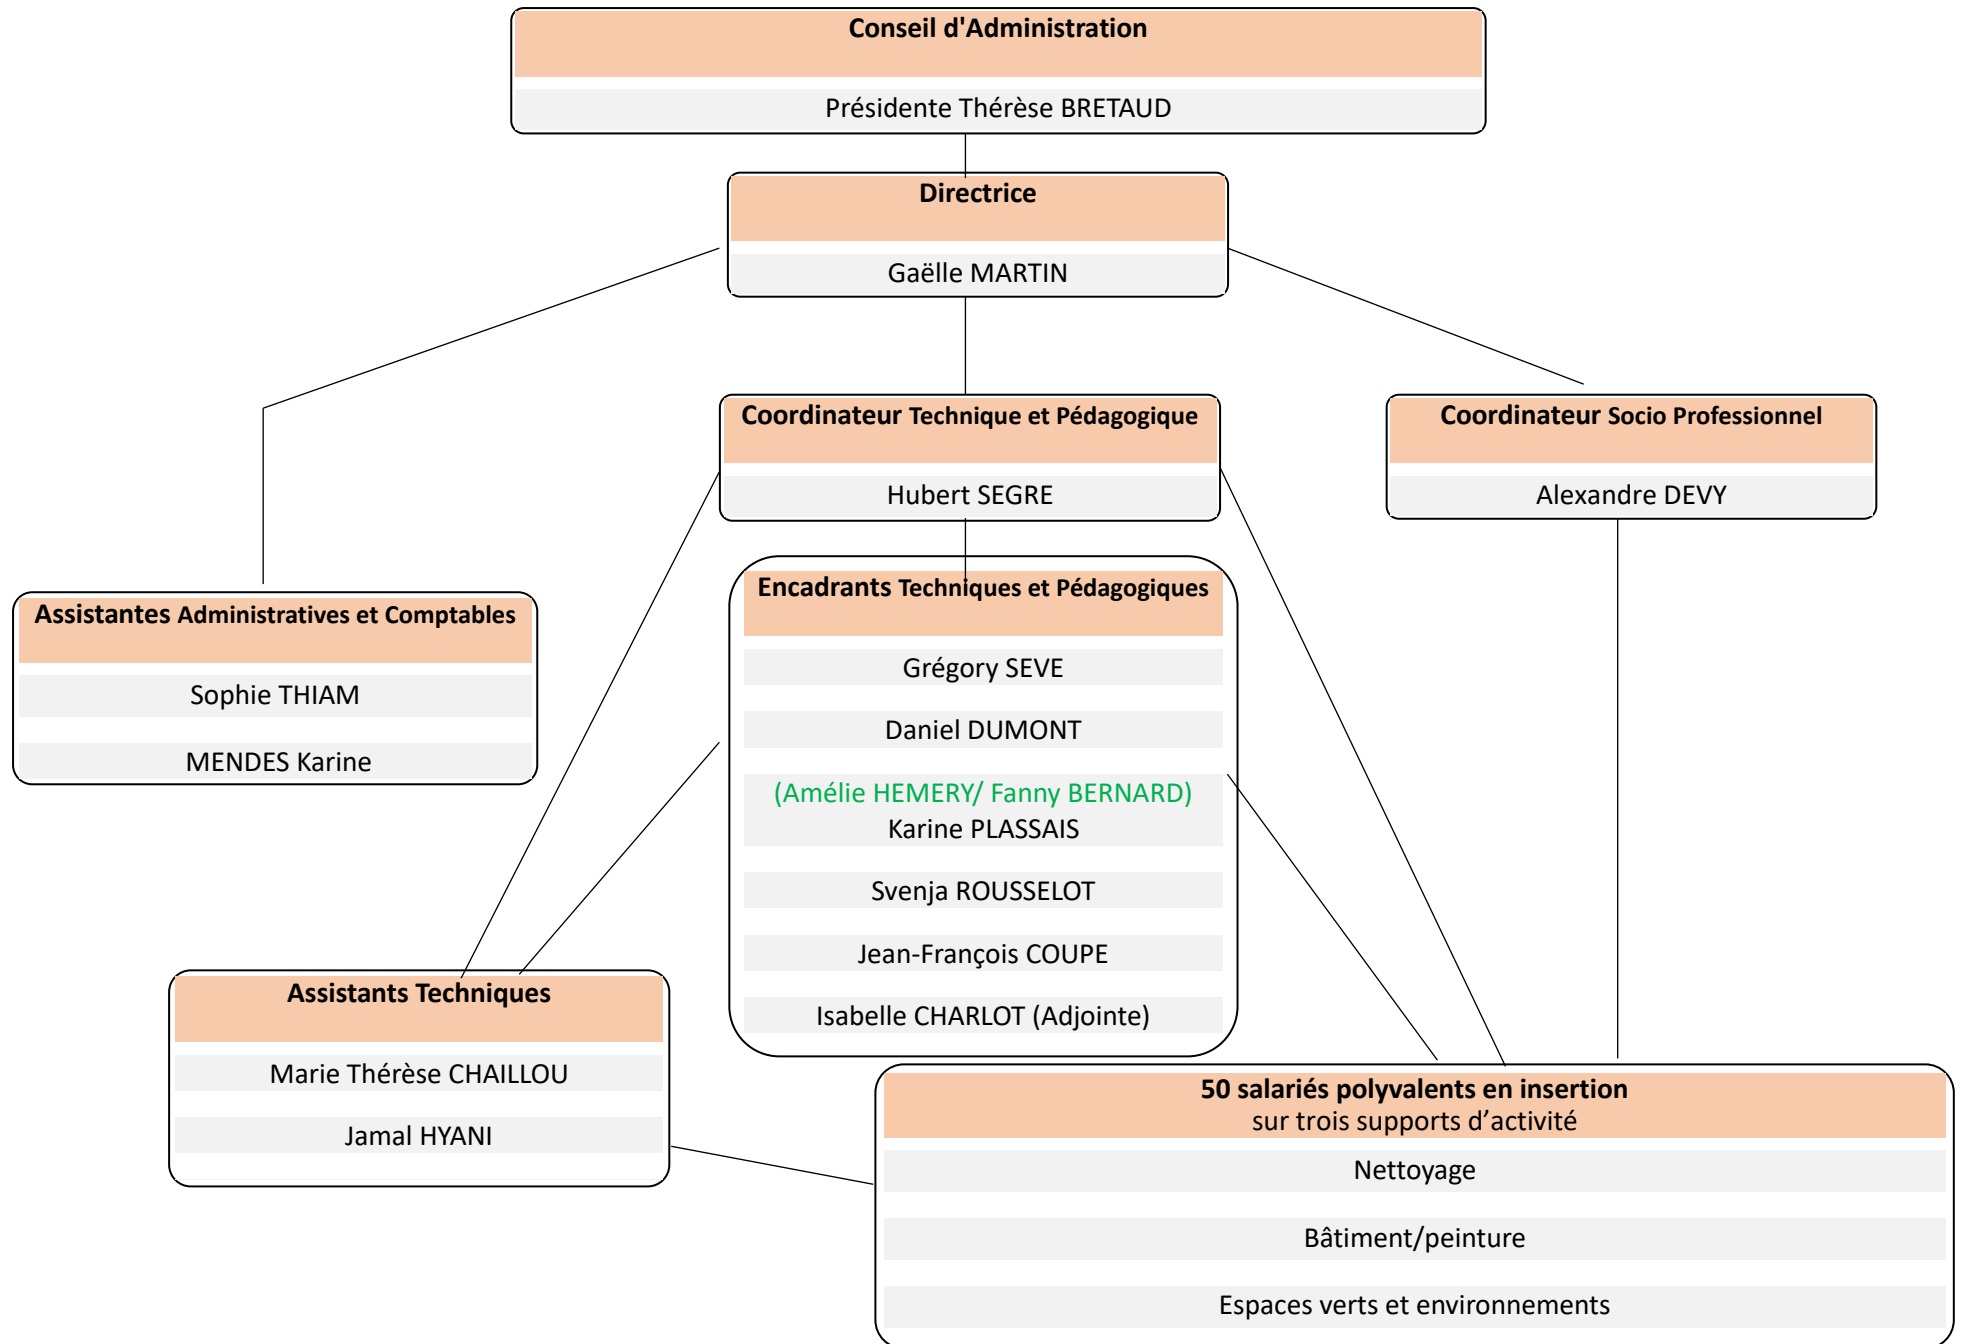 Conseil d'Administration
Présidente Thérèse BRETAUD
Directrice
Gaëlle MARTIN
Coordinateur Technique et Pédagogique
Hubert SEGRE
Coordinateur Socio Professionnel
Alexandre DEVY
Assistantes Administratives et Comptables
Sophie THIAM
MENDES Karine
Encadrants Techniques et Pédagogiques
Grégory SEVE
Daniel DUMONT
(Amélie HEMERY/ Fanny BERNARD)
Karine PLASSAIS
Svenja ROUSSELOT
Jean-François COUPE
Isabelle CHARLOT (Adjointe)
Assistants Techniques
Marie Thérèse CHAILLOU
Jamal HYANI
50 salariés polyvalents en insertion
sur trois supports d’activité
Nettoyage
Bâtiment/peinture
Espaces verts et environnements